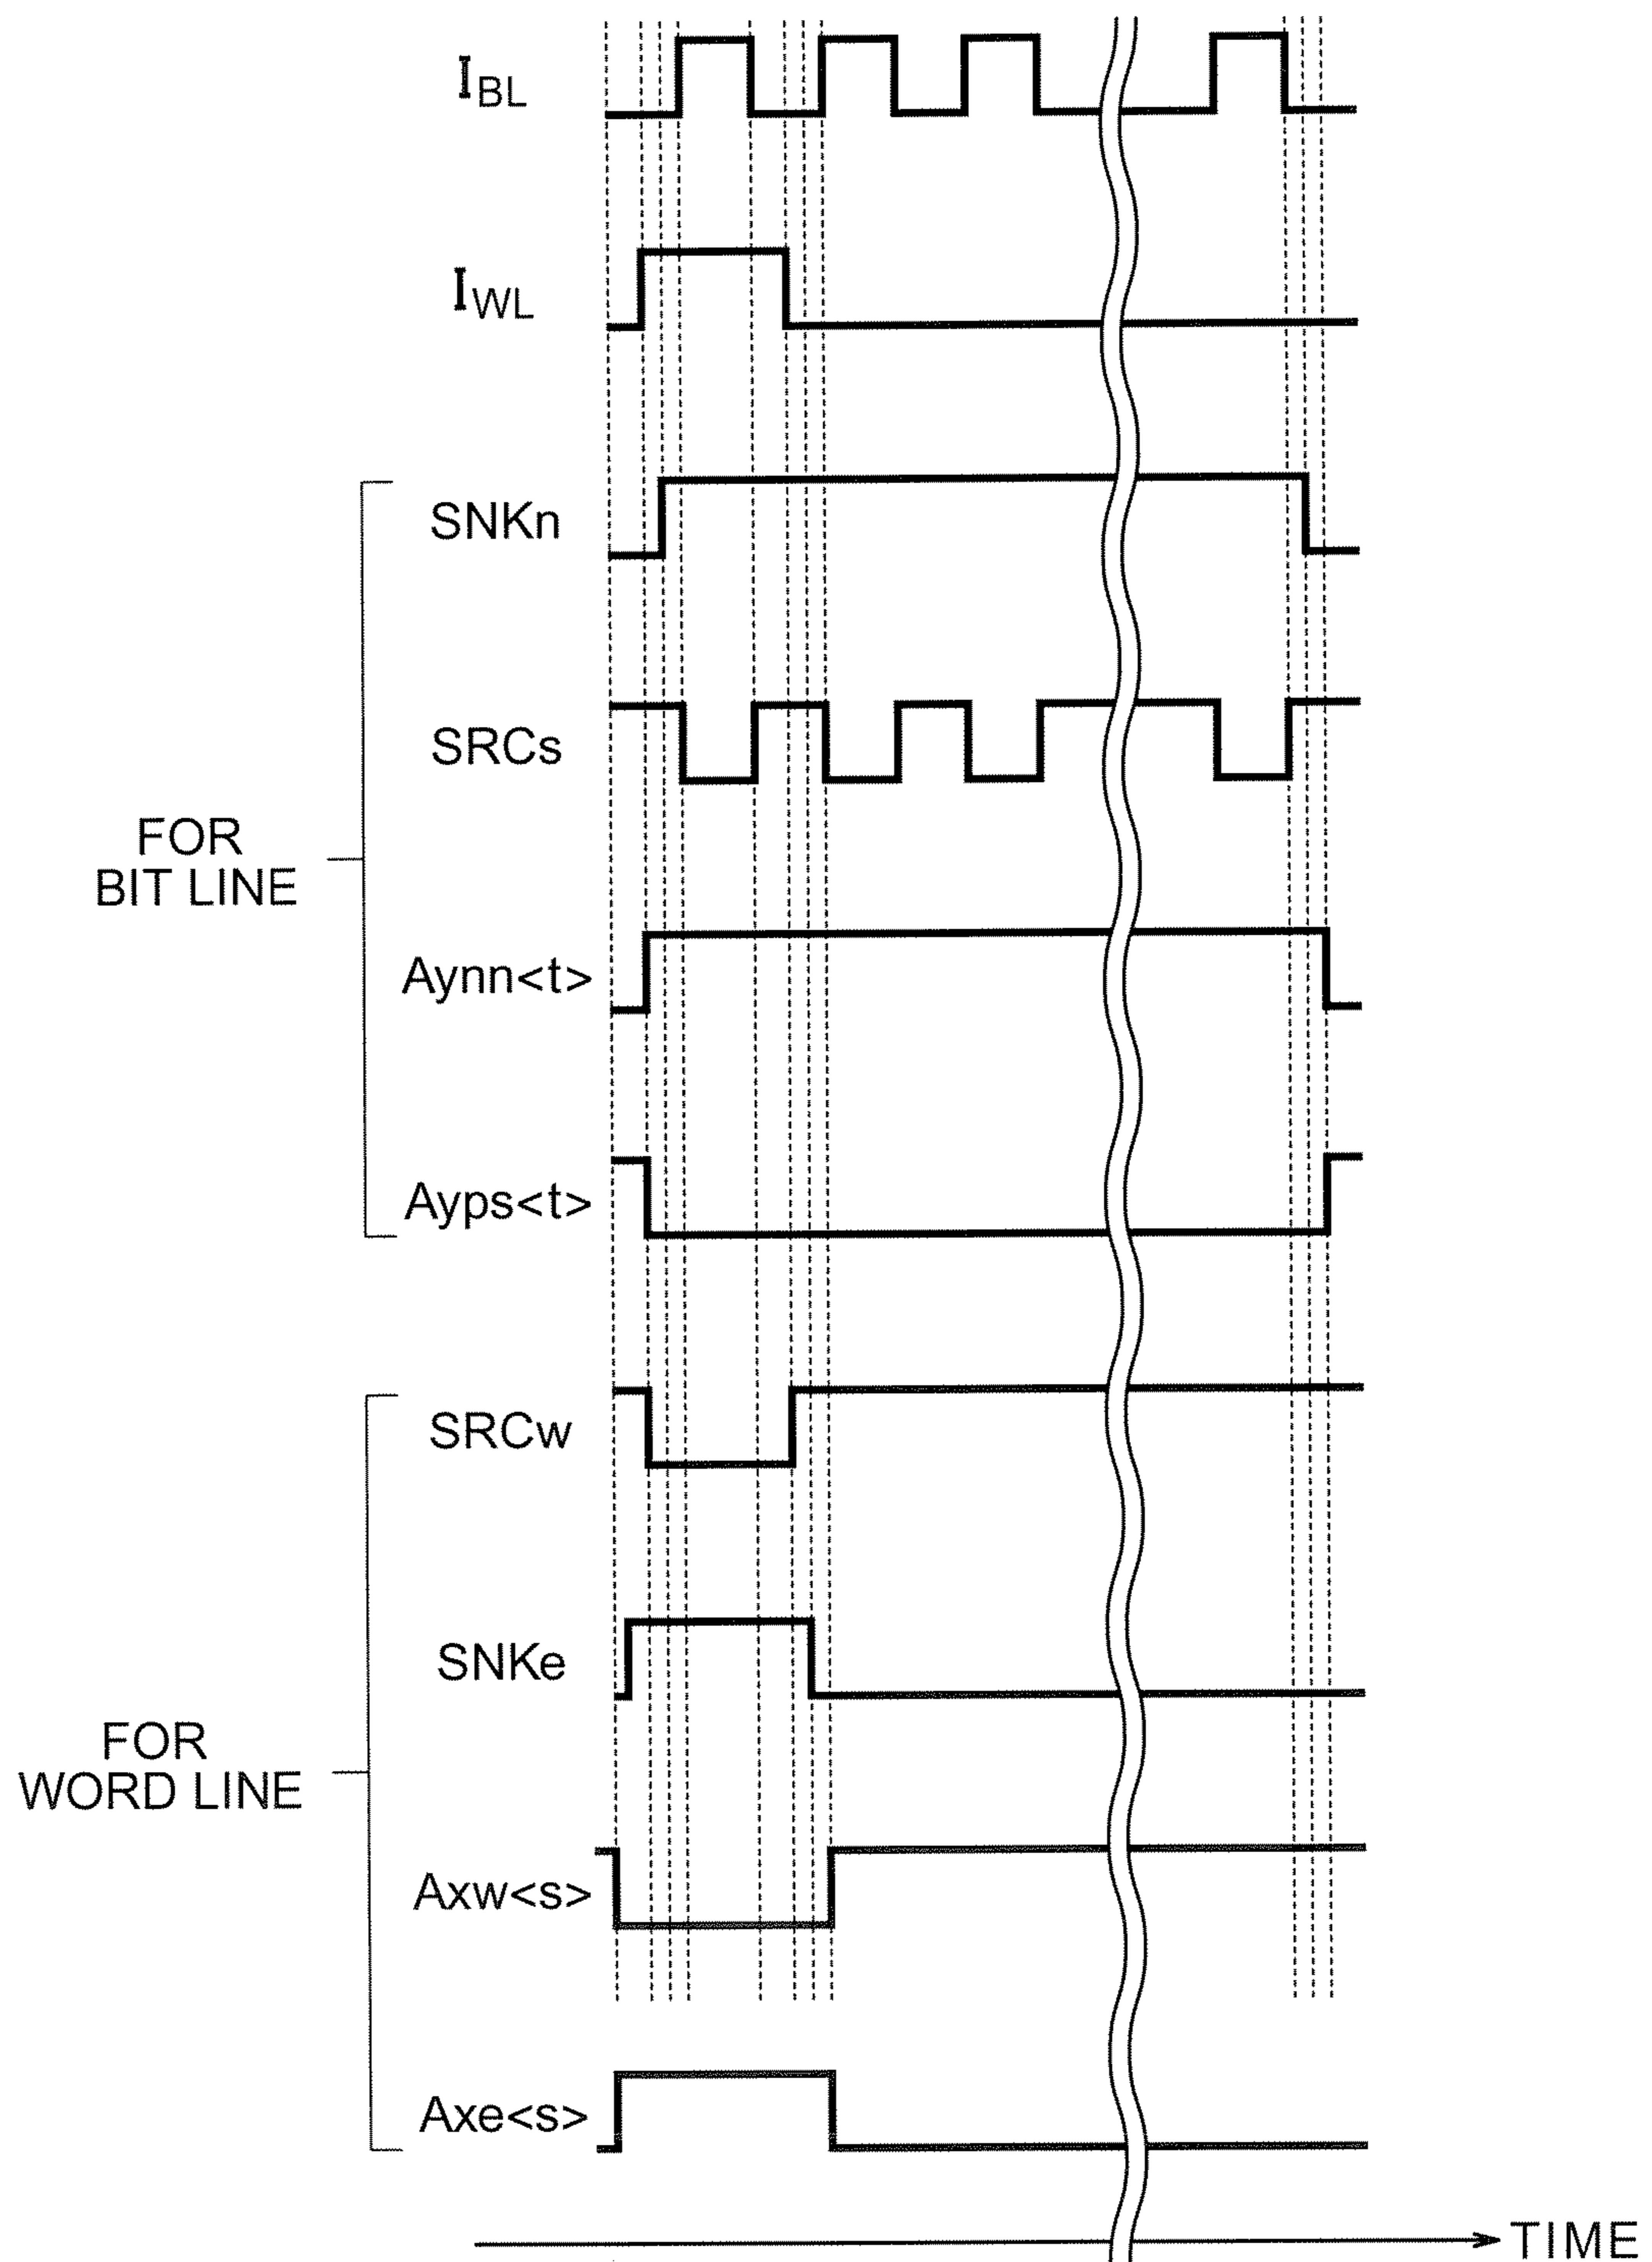 IBL
IWL
SNKn
SRCs
FOR
BIT LINE
Aynn<t>
Ayps<t>
SRCw
SNKe
FOR
WORD LINE
Axw<s>
Axe<s>
TIME